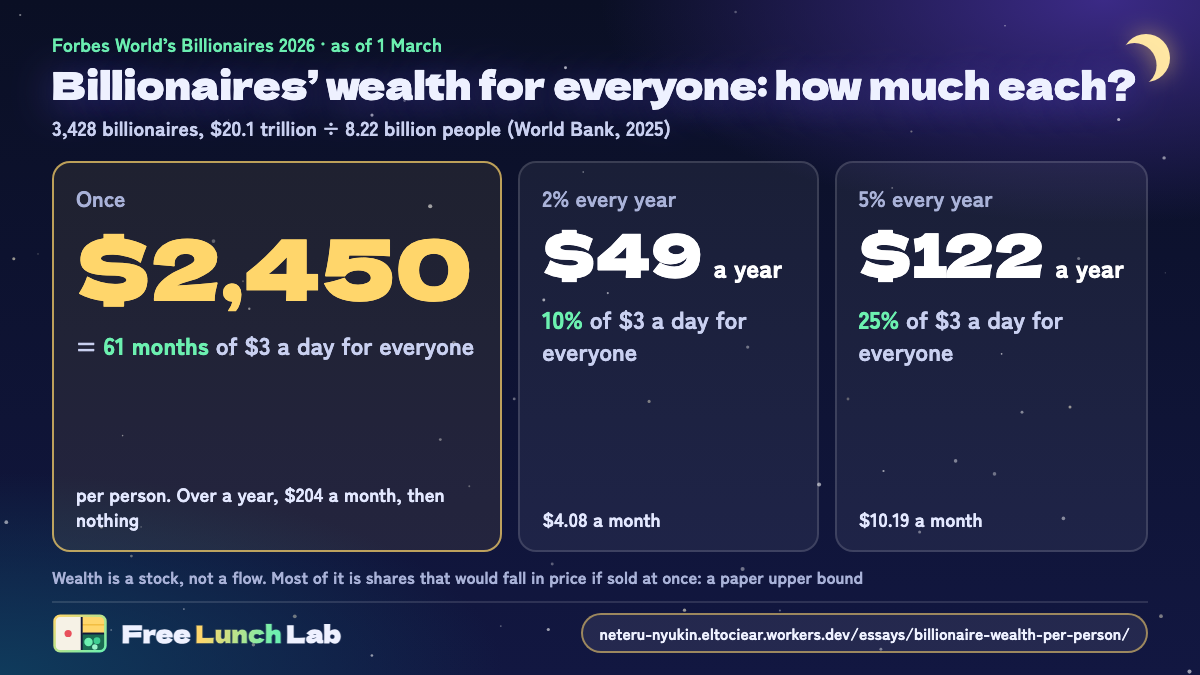 Forbes World’s Billionaires 2026 · as of 1 March
Billionaires’ wealth for everyone: how much each?
3,428 billionaires, $20.1 trillion ÷ 8.22 billion people (World Bank, 2025)
Once
$2,450
= 61 months of $3 a day for everyone
per person. Over a year, $204 a month, then
nothing
2% every year
$49 a year
10% of $3 a day for
everyone
$4.08 a month
5% every year
$122 a year
25% of $3 a day for
everyone
$10.19 a month
Wealth is a stock, not a flow. Most of it is shares that would fall in price if sold at once: a paper upper bound
Free Lunch Lab
neteru-nyukin.eltociear.workers.dev/essays/billionaire-wealth-per-person/